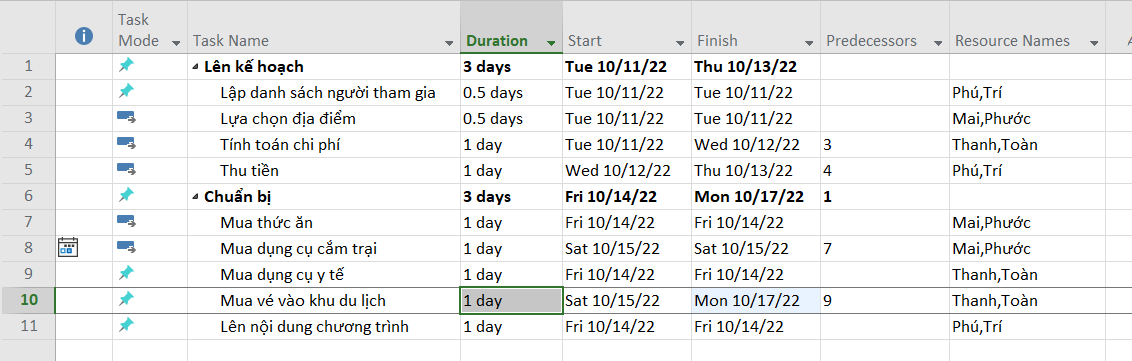 Task Mode Task Name Duration Start Finish Predecessors Resource Names
1 Lên kế hoạch 3 days Tue 10/11/22 Thu 10/13/22
2 Lập danh sách người tham gia 0.5 days Tue 10/11/22 Tue 10/11/22 Phú,Trí
3 Lựa chọn địa điểm 0.5 days Tue 10/11/22 Tue 10/11/22 Mai,Phước
4 Tính toán chi phí 1 day Tue 10/11/22 Wed 10/12/22 3 Thanh,Toàn
5 Thu tiền 1 day Wed 10/12/22 Thu 10/13/22 4 Phú,Trí
6 Chuẩn bị 3 days Fri 10/14/22 Mon 10/17/22 1
7 Mua thức ăn 1 day Fri 10/14/22 Fri 10/14/22 Mai,Phước
8 Mua dụng cụ cắm trại 1 day Sat 10/15/22 Sat 10/15/22 7 Mai,Phước
9 Mua dụng cụ y tế 1 day Fri 10/14/22 Fri 10/14/22 Thanh,Toàn
10 Mua vé vào khu du lịch 1 day Sat 10/15/22 Mon 10/17/22 9 Thanh,Toàn
11 Lên nội dung chương trình 1 day Fri 10/14/22 Fri 10/14/22 Phú,Trí